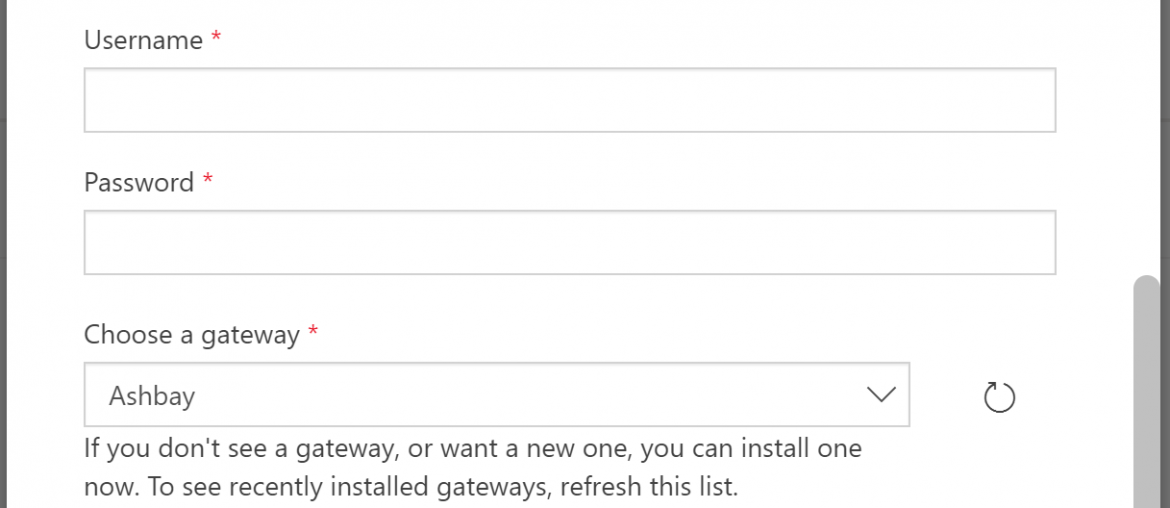 Username *
Password *
Choose a gateway *
Ashbay
If you don't see a gateway, or want a new one, you can install one
now. To see recently installed gateways, refresh this list.